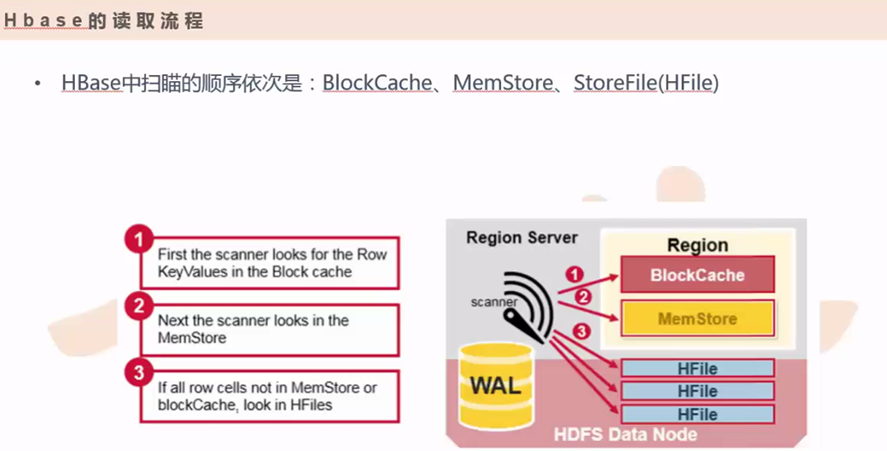 Hbase的读取流程
• HBase中扫瞄的顺序依次是：BlockCache、MemStore、StoreFile(HFile)
1
First the scanner looks for the Row
KeyValues in the Block cache
2
Next the scanner looks in the
MemStore
3
If all row cells not in MemStore or
blockCache, look in HFiles
Region Server
Region
BlockCache
MemStore
scanner
1
2
3
HFile
HFile
HFile
WAL
HDFS Data Node